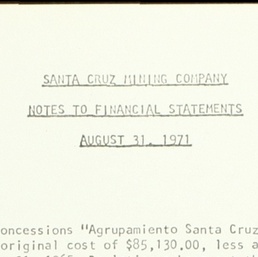 SANTA CRUZ MINING COMPANY
NOTES TO FINANCIAL STATEMENTS
AUGUST 31, 1971
oncessions "Agrupamiento Santa Cruz
original cost of $85,130.00, less a